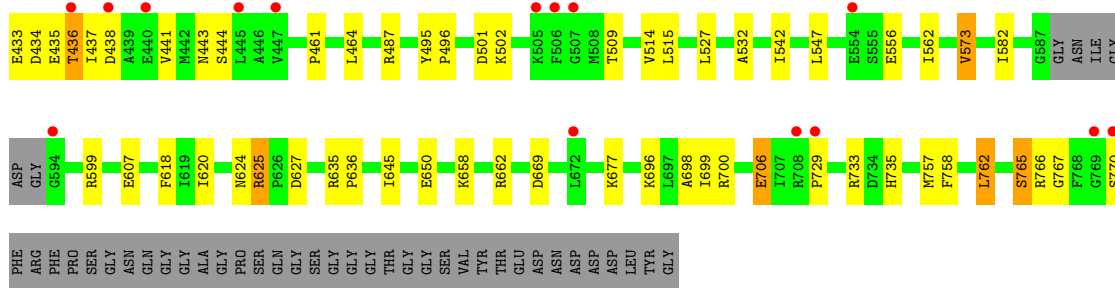 E433 D434 E435 T436 I437 D438 A439 E440 V441 M442 N443 S444 L445 A446 V447 P461 L464 R487 Y495 P496 D501 K502 K505 F506 G507 M508 T509 V514 L515 L527 A532 I542 L547 E554 S555 E556 I562 V573 I582 G587 GLY ASN ILE GLY
ASP GLY G594 R599 E607 F618 I619 I620 N624 R625 P626 D627 R635 P636 I645 E650 K658 R662 D669 L672 K677 K696 L697 A698 I699 R700 E706 I707 R708 P729 R733 D734 H735 M757 F758 L762 S765 R766 G767 F768 G769 S770
PHE ARG PHE PRO SER GLY ASN GLN GLY GLY ALA GLY PRO SER GLN GLY SER GLY GLY THR GLY GLY SER VAL TYR THR GLU ASP ASN ASP ASP ASP LEU TYR GLY